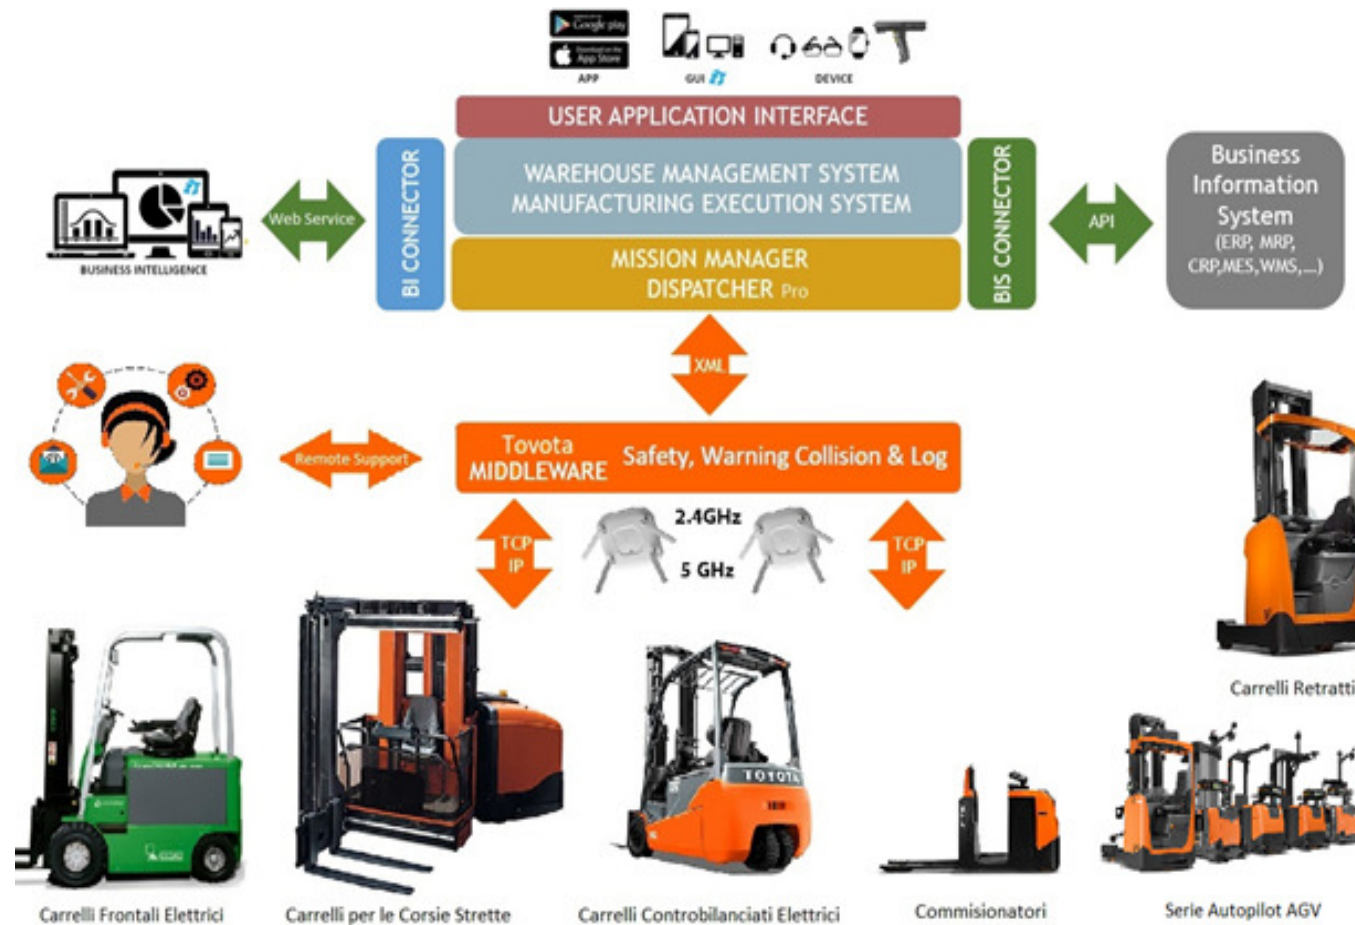 Google play
Download on the
App Store
APP
GUI
DEVICE
USER APPLICATION INTERFACE
WAREHOUSE MANAGEMENT SYSTEM
MANUFACTURING EXECUTION SYSTEM
MISSION MANAGER
DISPATCHER Pro
BI CONNECTOR
BIS CONNECTOR
Web Service
BUSINESS INTELLIGENCE
API
Business
Information
System
(ERP, MRP,
CRP,MES,WMS,...)
XML
Remote Support
Toyota
MIDDLEWARE
Safety, Warning Collision & Log
TCP
IP
2.4GHz
5 GHz
TCP
IP
TOYOTA
Carrelli Retratti
Carrelli Frontali Elettrici
Carrelli per le Corsie Strette
Carrelli Controbilanciati Elettrici
Commisionatori
Serie Autopilot AGV